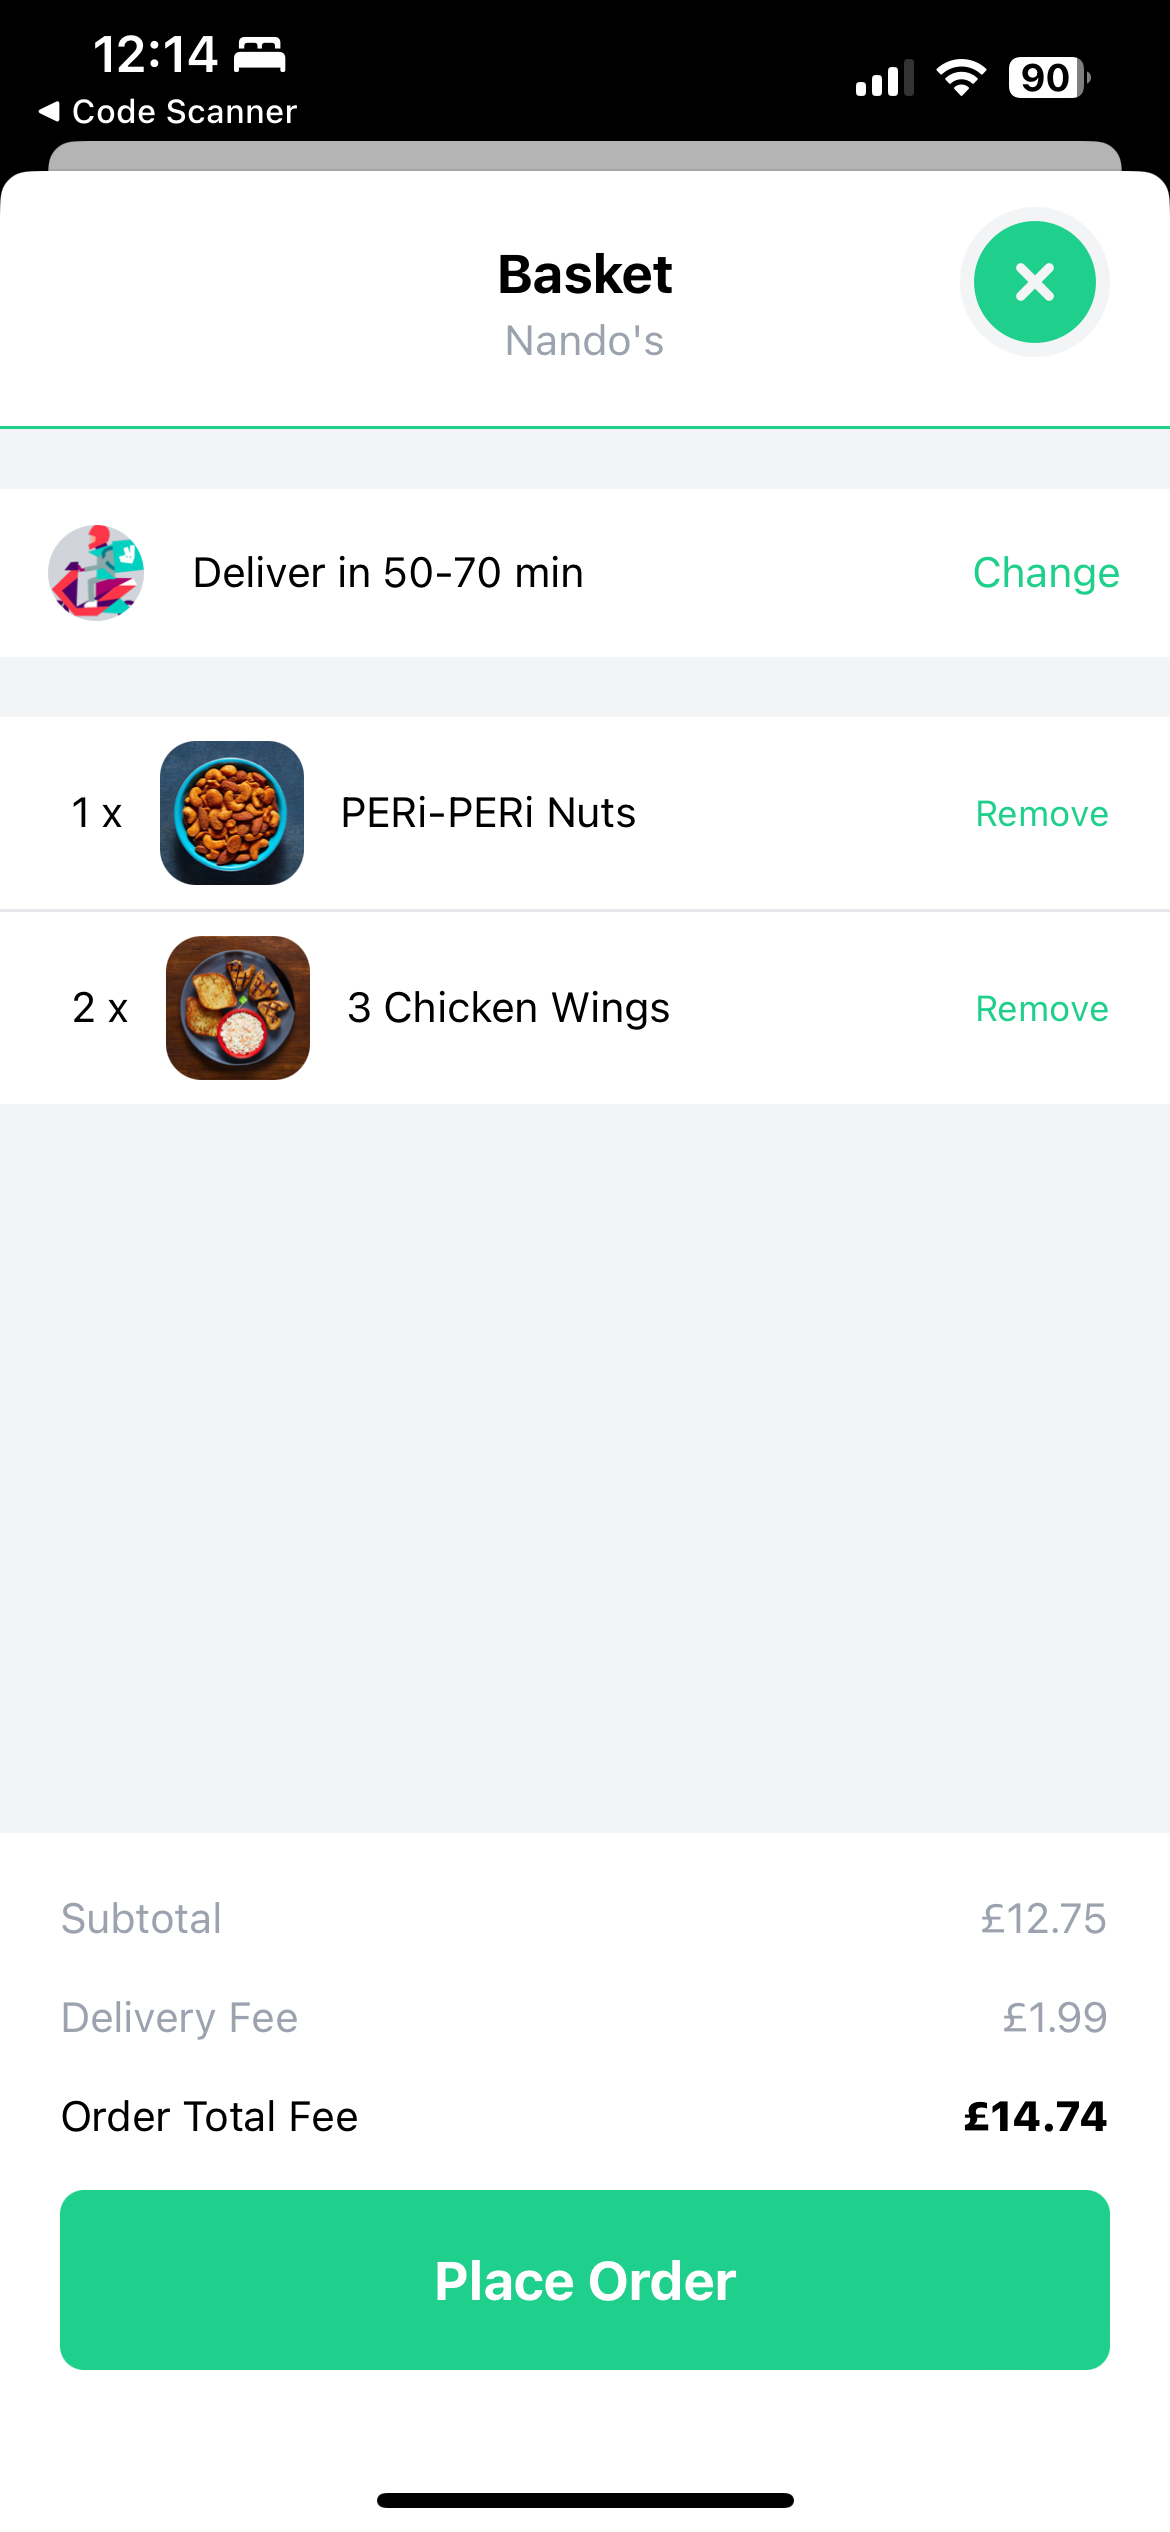 12:14
Code Scanner
90
Basket
Nando's
Deliver in 50-70 min
Change
1 x
PERi-PERi Nuts
Remove
2 x
3 Chicken Wings
Remove
Subtotal
£12.75
Delivery Fee
£1.99
Order Total Fee
£14.74
Place Order